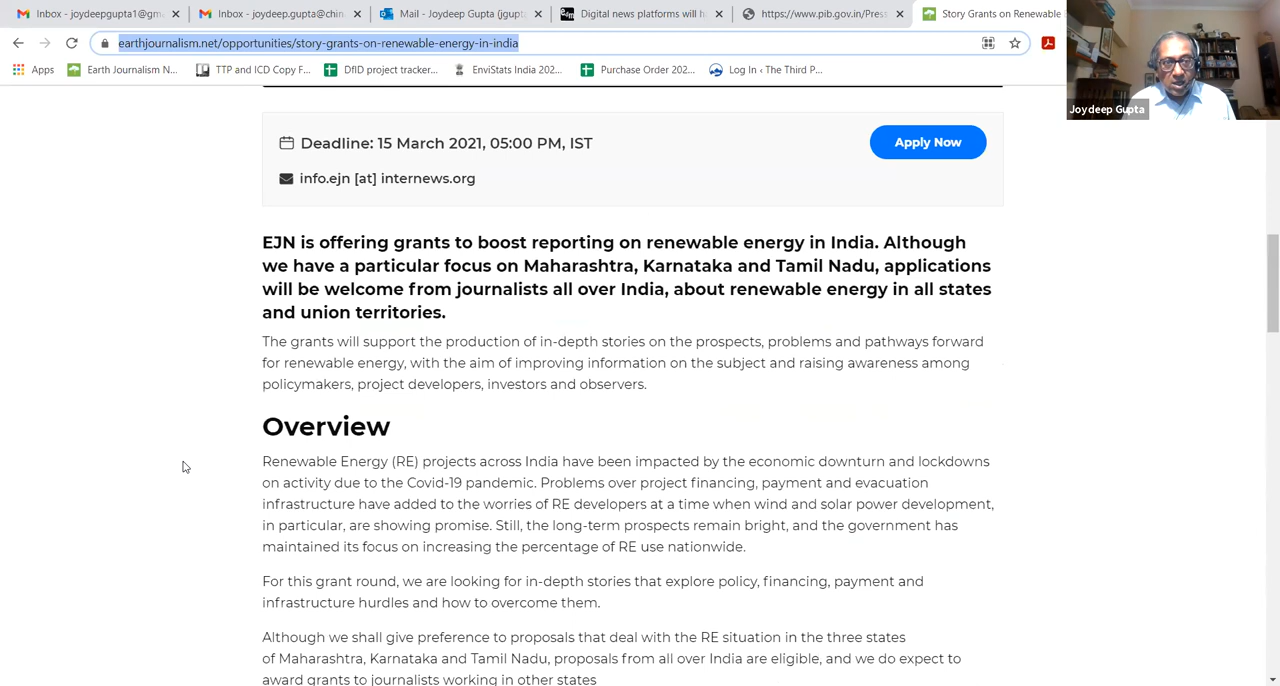 Inbox - joydeepgupta1@gm
Inbox - joydeep.gupta@chin
Mail - Joydeep Gupta (jgupt
Digital news platforms will h
https://www.pib.gov.in/Press
Story Grants on Renewable
earthjournalism.net/opportunities/story-grants-on-renewable-energy-in-india
Apps
Earth Journalism N...
TTP and ICD Copy F...
DfID project tracker...
EnviStats India 202...
Purchase Order 202...
Log In ‹ The Third P...
Joydeep Gupta
Deadline: 15 March 2021, 05:00 PM, IST
Apply Now
info.ejn [at] internews.org
EJN is offering grants to boost reporting on renewable energy in India. Although
we have a particular focus on Maharashtra, Karnataka and Tamil Nadu, applications
will be welcome from journalists all over India, about renewable energy in all states
and union territories.
The grants will support the production of in-depth stories on the prospects, problems and pathways forward
for renewable energy, with the aim of improving information on the subject and raising awareness among
policymakers, project developers, investors and observers.
Overview
Renewable Energy (RE) projects across India have been impacted by the economic downturn and lockdowns
on activity due to the Covid-19 pandemic. Problems over project financing, payment and evacuation
infrastructure have added to the worries of RE developers at a time when wind and solar power development,
in particular, are showing promise. Still, the long-term prospects remain bright, and the government has
maintained its focus on increasing the percentage of RE use nationwide.
For this grant round, we are looking for in-depth stories that explore policy, financing, payment and
infrastructure hurdles and how to overcome them.
Although we shall give preference to proposals that deal with the RE situation in the three states
of Maharashtra, Karnataka and Tamil Nadu, proposals from all over India are eligible, and we do expect to
award grants to journalists working in other states